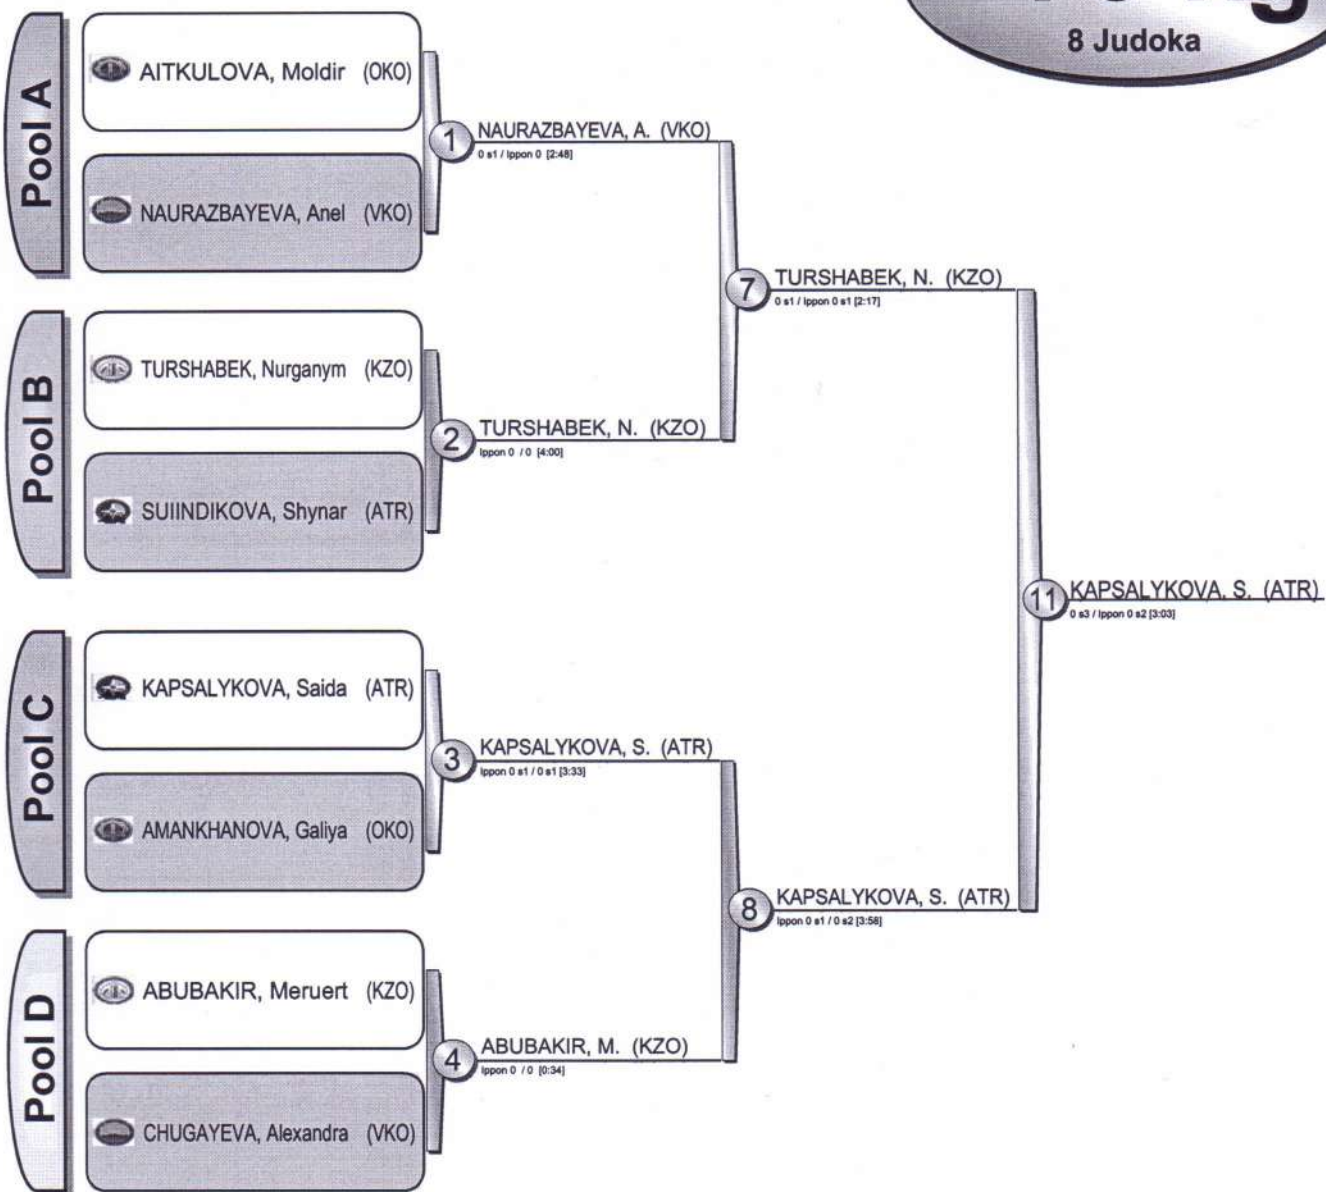 8 Judoka
Pool A
AITKULOVA, Moldir (OKO)
NAURAZBAYEVA, Anel (VKO)
1
NAURAZBAYEVA, A. (VKO)
0 s1 / Ippon 0 [2:48]
Pool B
TURSHABEK, Nurganym (KZO)
SUIINDIKOVA, Shynar (ATR)
2
TURSHABEK, N. (KZO)
Ippon 0 / 0 [4:00]
7
TURSHABEK, N. (KZO)
0 s1 / Ippon 0 s1 [2:17]
Pool C
KAPSALYKOVA, Saida (ATR)
AMANKHANOVA, Galiya (OKO)
3
KAPSALYKOVA, S. (ATR)
Ippon 0 s1 / 0 s1 [3:33]
Pool D
ABUBAKIR, Meruert (KZO)
CHUGAYEVA, Alexandra (VKO)
4
ABUBAKIR, M. (KZO)
Ippon 0 / 0 [0:34]
8
KAPSALYKOVA, S. (ATR)
Ippon 0 s1 / 0 s2 [3:58]
11
KAPSALYKOVA, S. (ATR)
0 s3 / Ippon 0 s2 [3:03]